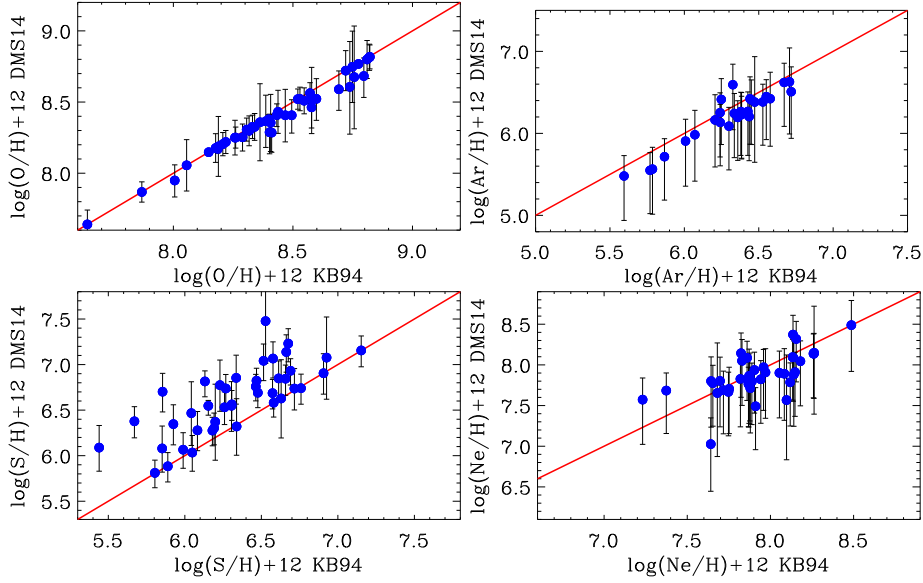 log(O/H)+12 DMS14
9.0
8.5
8.0
8.0 8.5 9.0
log(O/H)+12 KB94
log(Ar/H)+12 DMS14
7.0
6.0
5.0
5.0 5.5 6.0 6.5 7.0 7.5
log(Ar/H)+12 KB94
log(S/H)+12 DMS14
7.5
7.0
6.5
6.0
5.5
5.5 6.0 6.5 7.0 7.5
log(S/H)+12 KB94
log(Ne/H)+12 DMS14
8.5
8.0
7.5
7.0
6.5
7.0 7.5 8.0 8.5
log(Ne/H)+12 KB94